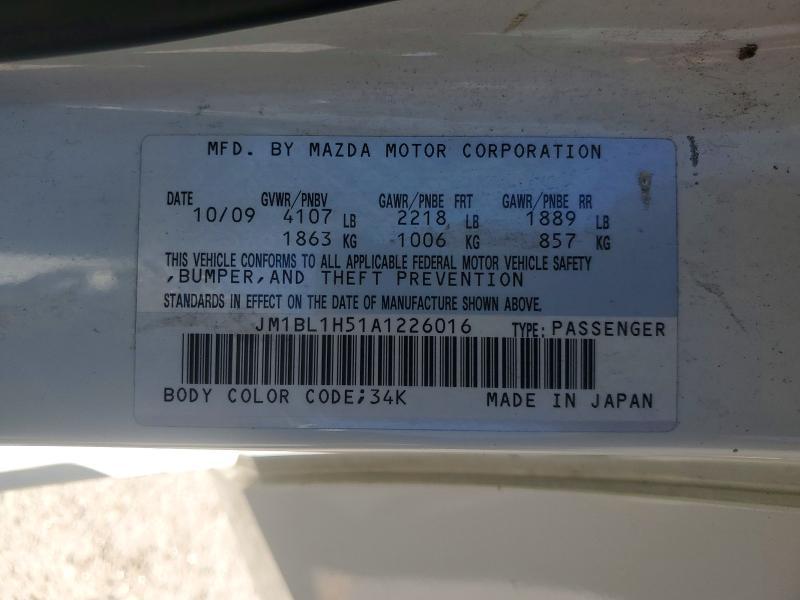 MFD. BY MAZDA MOTOR CORPORATION
DATE GVWR/PNBV GAWR/PNBE FRT GAWR/PNBE RR
10/09 4107 LB 2218 LB 1889 LB
1863 KG 1006 KG 857 KG
THIS VEHICLE CONFORMS TO ALL APPLICABLE FEDERAL MOTOR VEHICLE SAFETY
,BUMPER,AND THEFT PREVENTION
STANDARDS IN EFFECT ON THE DATE OF MANUFACTURE SHOWN ABOVE.
JM1BL1H51A1226016 TYPE: PASSENGER
BODY COLOR CODE;34K MADE IN JAPAN